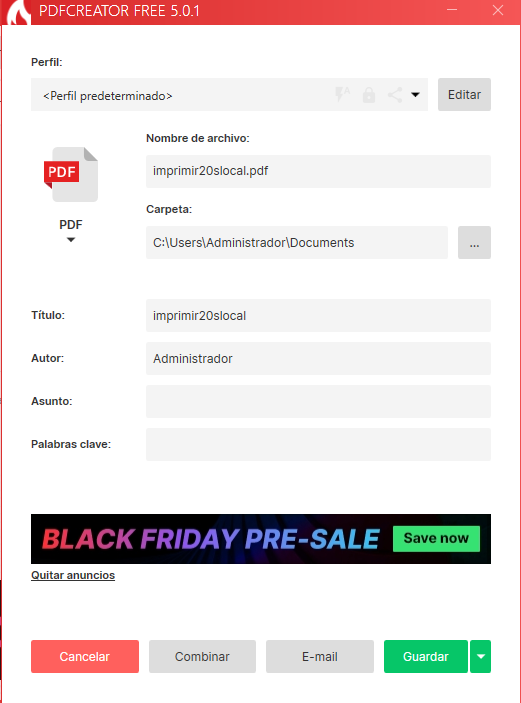 PDFCREATOR FREE 5.0.1
Perfil:
<Perfil predeterminado>
Editar
Nombre de archivo:
imprimir20slocal.pdf
PDF
PDF
Carpeta:
C:\Users\Administrador\Documents
...
Título:
imprimir20slocal
Autor:
Administrador
Asunto:
Palabras clave:
BLACK FRIDAY PRE-SALE
Save now
Quitar anuncios
Cancelar
Combinar
E-mail
Guardar